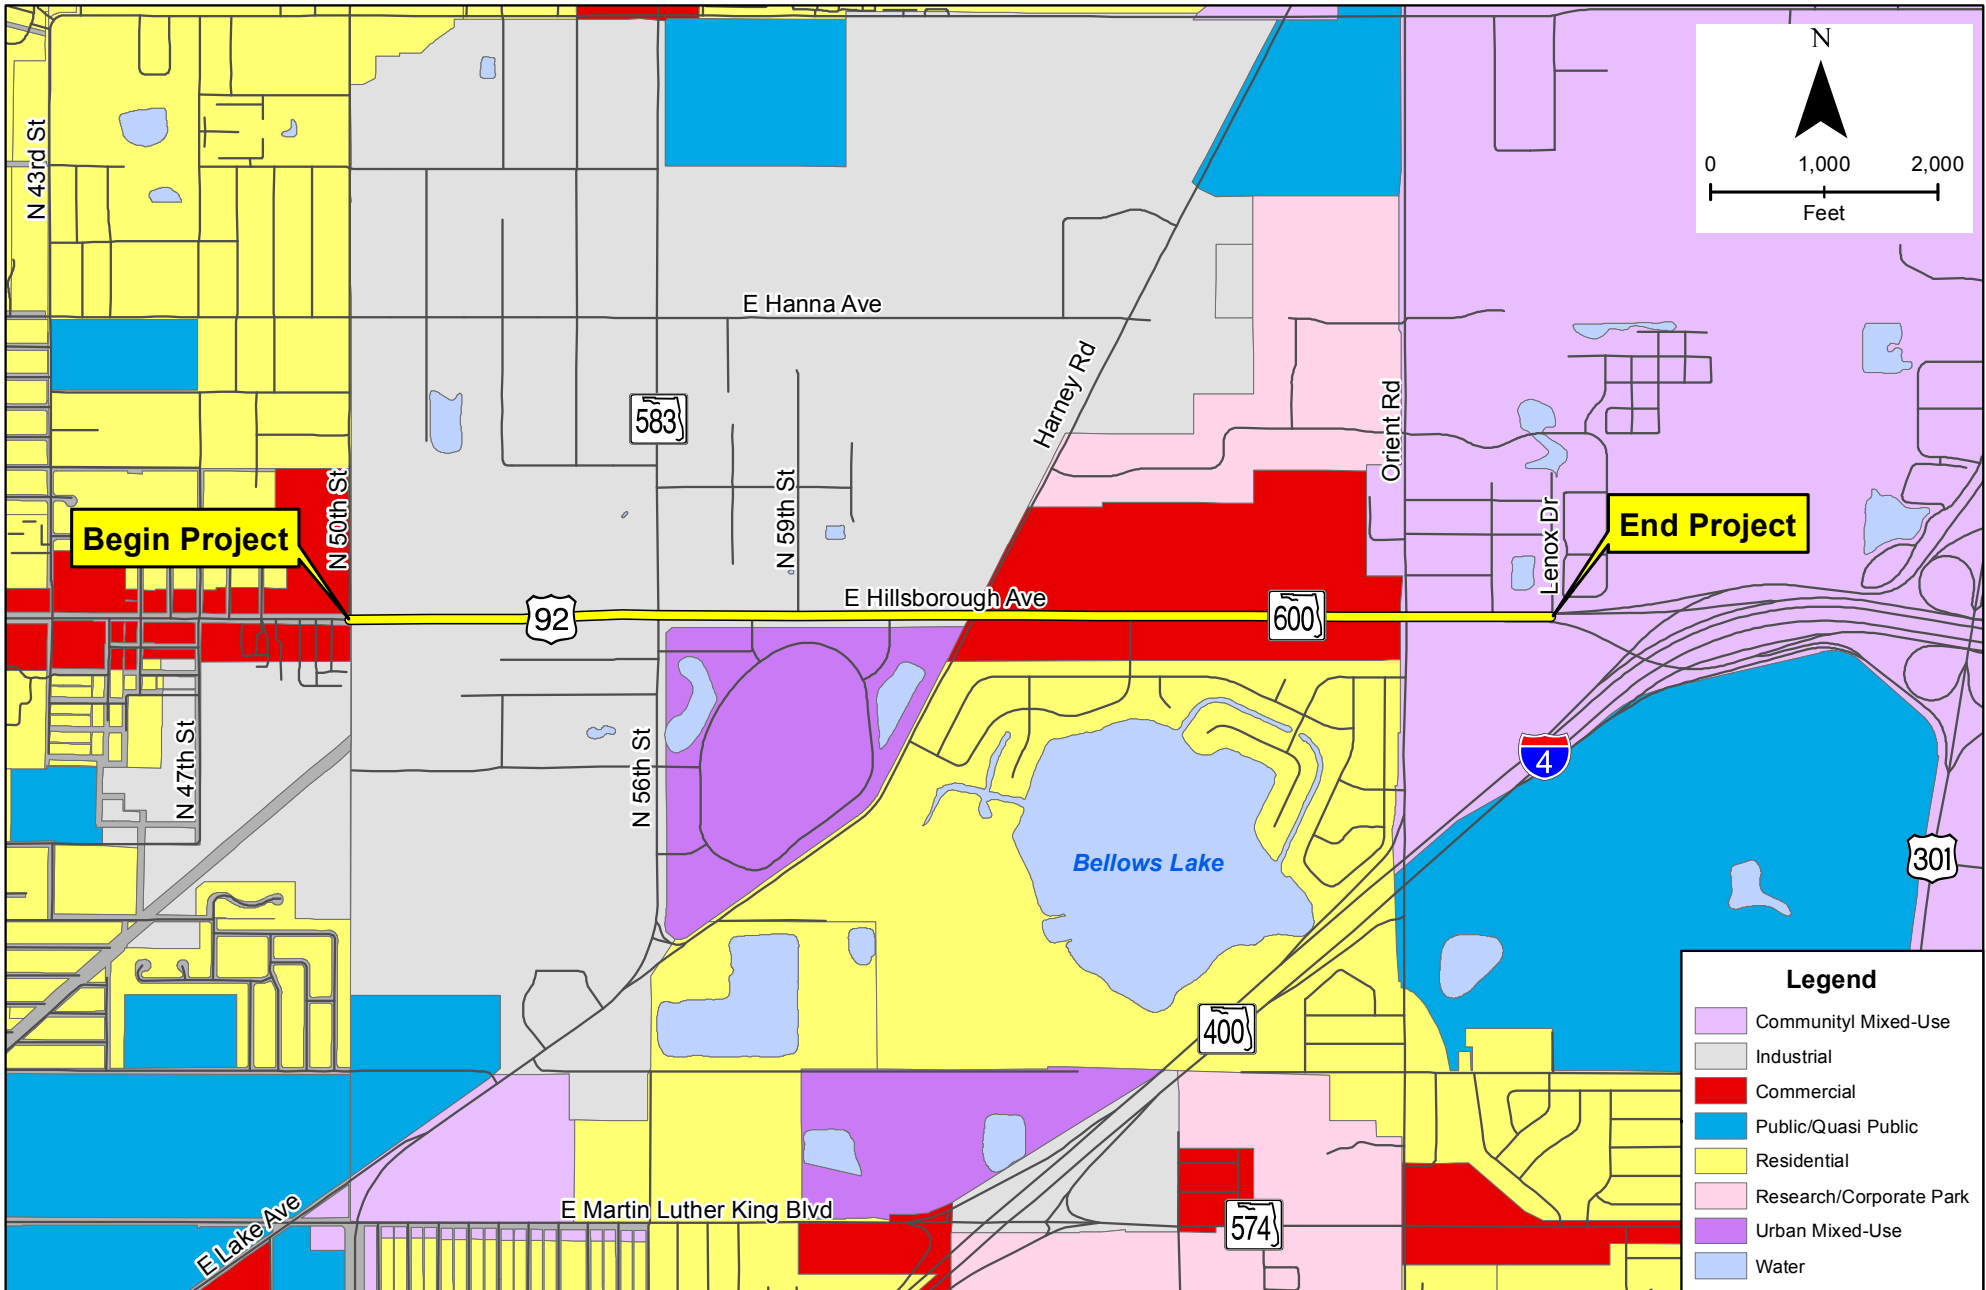 N
0 1,000 2,000
Feet
N 43rd St
E Hanna Ave
Harney Rd
583
Orient Rd
N 50th St
N 59th St
Lenox Dr
Begin Project
End Project
E Hillsborough Ave
92
600
N 47th St
N 56th St
4
Bellows Lake
301
400
Legend
Communityl Mixed-Use
Industrial
Commercial
Public/Quasi Public
Residential
Research/Corporate Park
Urban Mixed-Use
Water
E Lake Ave
E Martin Luther King Blvd
574